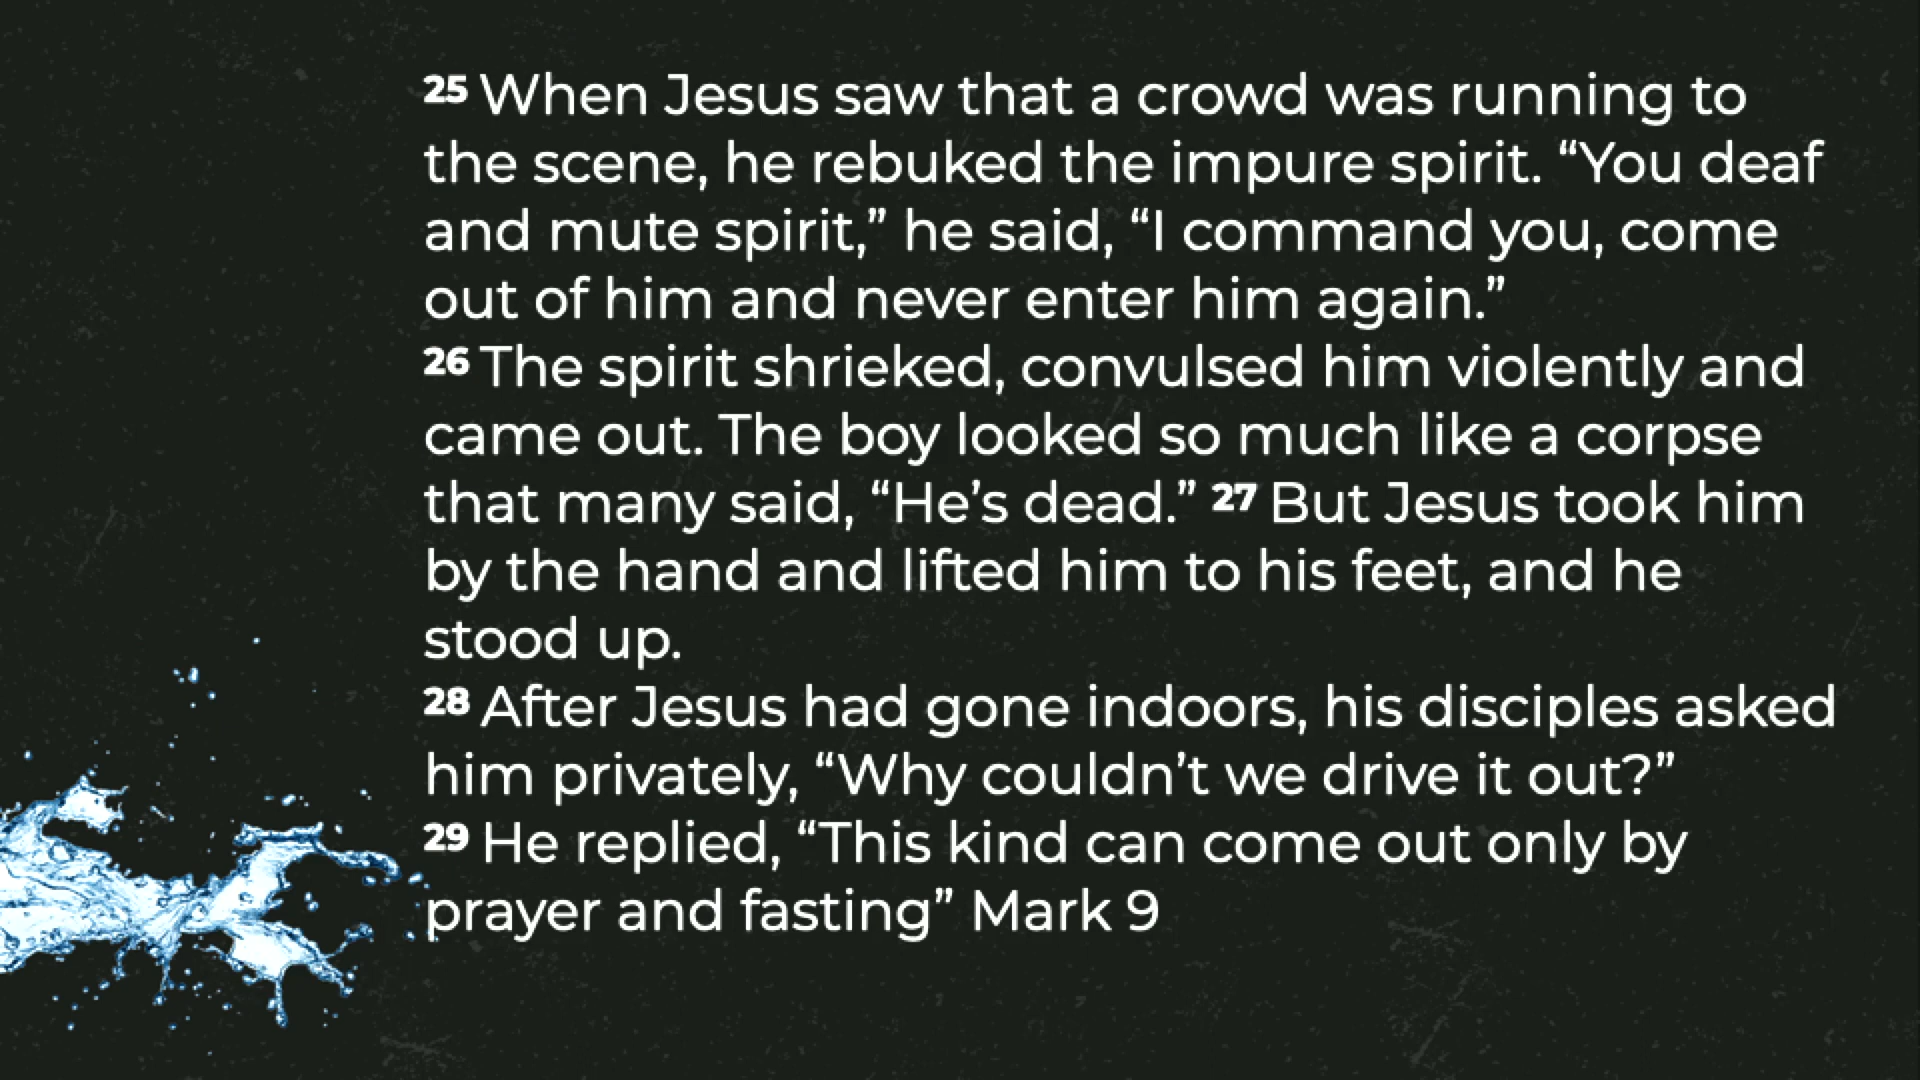 25 When Jesus saw that a crowd was running to
the scene, he rebuked the impure spirit. “You deaf
and mute spirit,” he said, “I command you, come
out of him and never enter him again.”
26 The spirit shrieked, convulsed him violently and
came out. The boy looked so much like a corpse
that many said, “He’s dead.” 27 But Jesus took him
by the hand and lifted him to his feet, and he
stood up.
28 After Jesus had gone indoors, his disciples asked
him privately, “Why couldn’t we drive it out?”
29 He replied, “This kind can come out only by
prayer and fasting” Mark 9